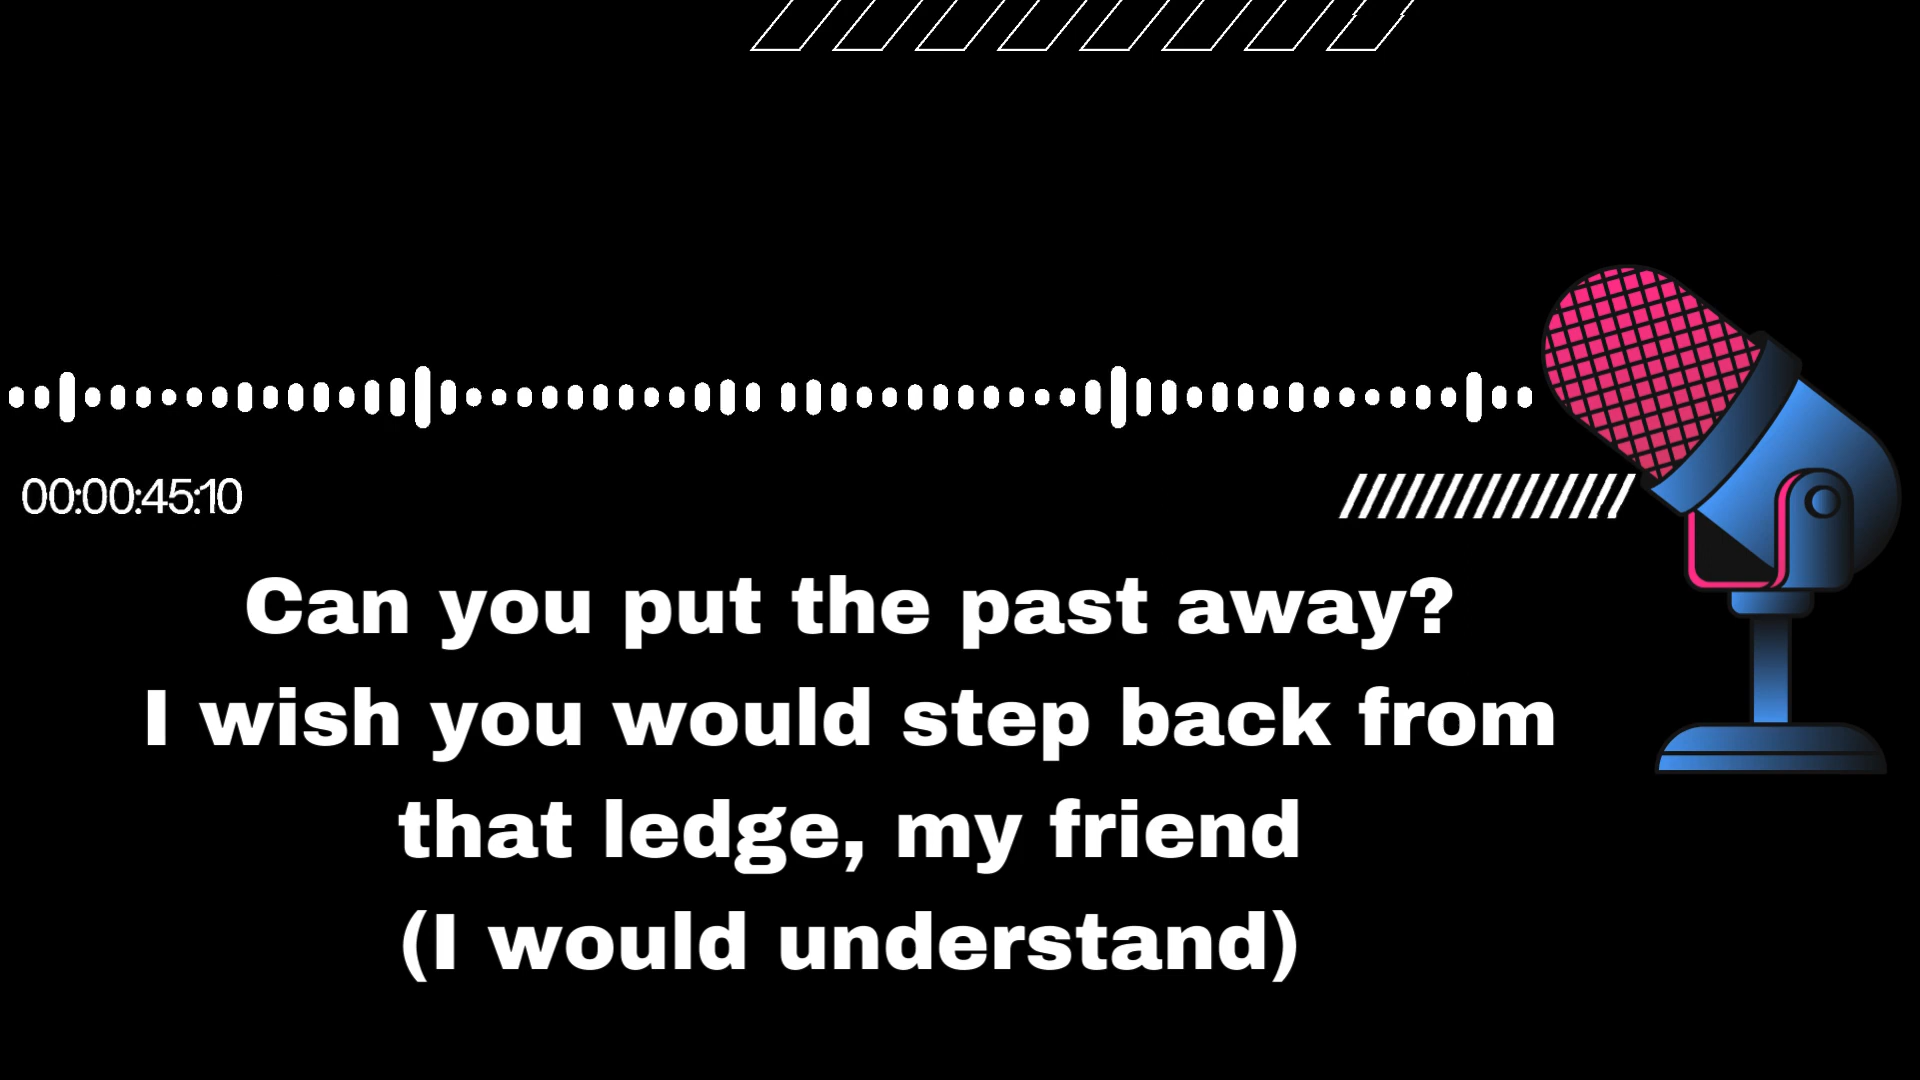 00:00:45:10
Can you put the past away?
I wish you would step back from
that ledge, my friend
(I would understand)